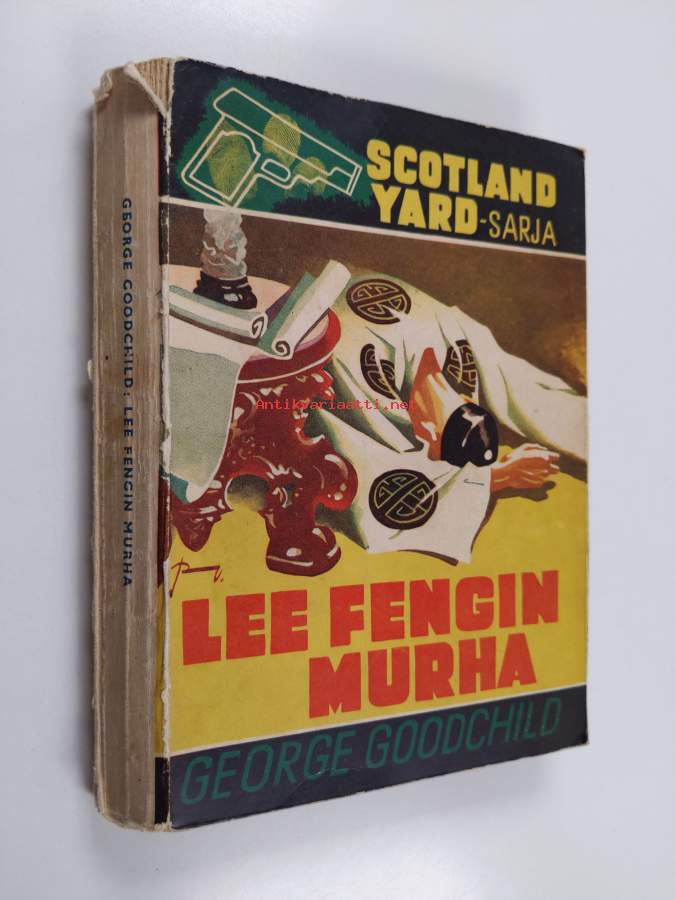 GEORGE GOODCHILD: LEE FENGIN MURHA
SCOTLAND
YARD-SARJA
Antikvariaatti.net
LEE FENGIN
MURHA
GEORGE GOODCHILD